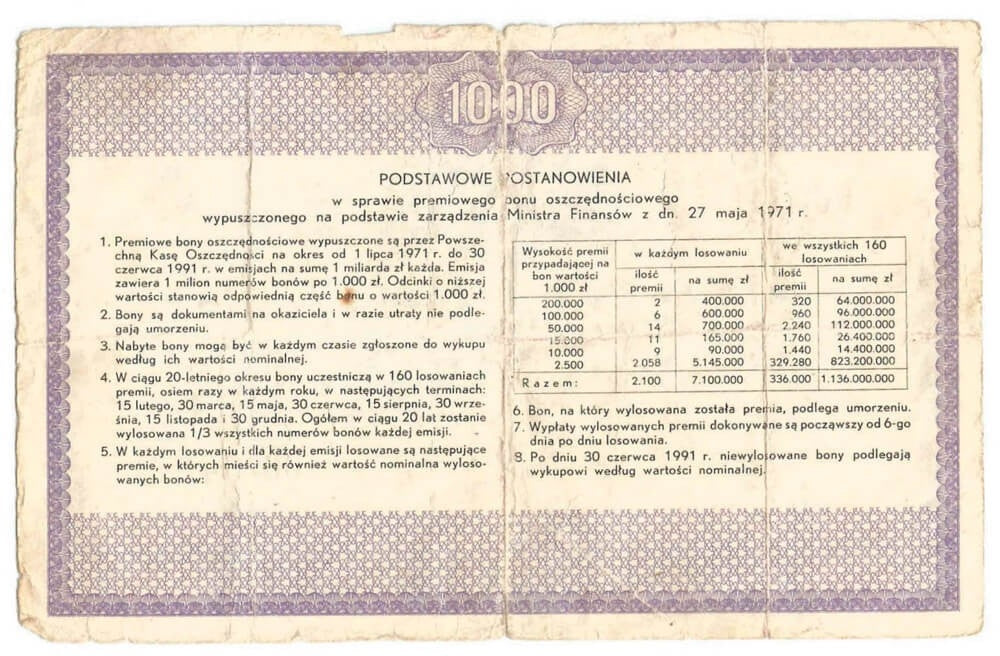 1000
PODSTAWOWE POSTANOWIENIA
w sprawie premiowego bonu oszczędnościowego
wypuszczonego na podstawie zarządzenia Ministra Finansów z dn. 27 maja 1971 r.
1. Premiowe bony oszczędnościowe wypuszczone są przez Powsze-
chną Kasę Oszczędności na okres od 1 lipca 1971 r. do 30
czerwca 1991 r. w emisjach na sumę 1 miliarda zł każda. Emisja
zawiera 1 milion numerów bonów po 1.000 zł. Odcinki o niższej
wartości stanowią odpowiednią część bonu o wartości 1.000 zł.
2. Bony są dokumentami na okaziciela i w razie utraty nie podle-
gają umorzeniu.
3. Nabyte bony mogą być w każdym czasie zgłoszone do wykupu
według ich wartości nominalnej.
4. W ciągu 20-letniego okresu bony uczestniczą w 160 losowaniach
premii, osiem razy w każdym roku, w następujących terminach:
15 lutego, 30 marca, 15 maja, 30 czerwca, 15 sierpnia, 30 wrze-
śnia, 15 listopada i 30 grudnia. Ogółem w ciągu 20 lat zostanie
wylosowana 1/3 wszystkich numerów bonów każdej emisji.
5. W każdym losowaniu i dla każdej emisji losowane są następujące
premie, w których mieści się również wartość nominalna wyloso-
wanych bonów:
Wysokość premii przypadającej na bon wartości 1.000 zł
w każdym losowaniu
we wszystkich 160 losowaniach
ilość premii na sumę zł ilość premii na sumę zł
200.000 2 400.000 320 64.000.000
100.000 6 600.000 960 96.000.000
50.000 14 700.000 2.240 112.000.000
15.000 11 165.000 1.760 26.400.000
10.000 9 90.000 1.440 14.400.000
2.500 2.058 5.145.000 329.280 823.200.000
Razem: 2.100 7.100.000 336.000 1.136.000.000
6. Bon, na który wylosowana została premia, podlega umorzeniu.
7. Wypłaty wylosowanych premii dokonywane są począwszy od 6-go
dnia po dniu losowania.
8. Po dniu 30 czerwca 1991 r. niewylosowane bony podlegają
wykupowi według wartości nominalnej.